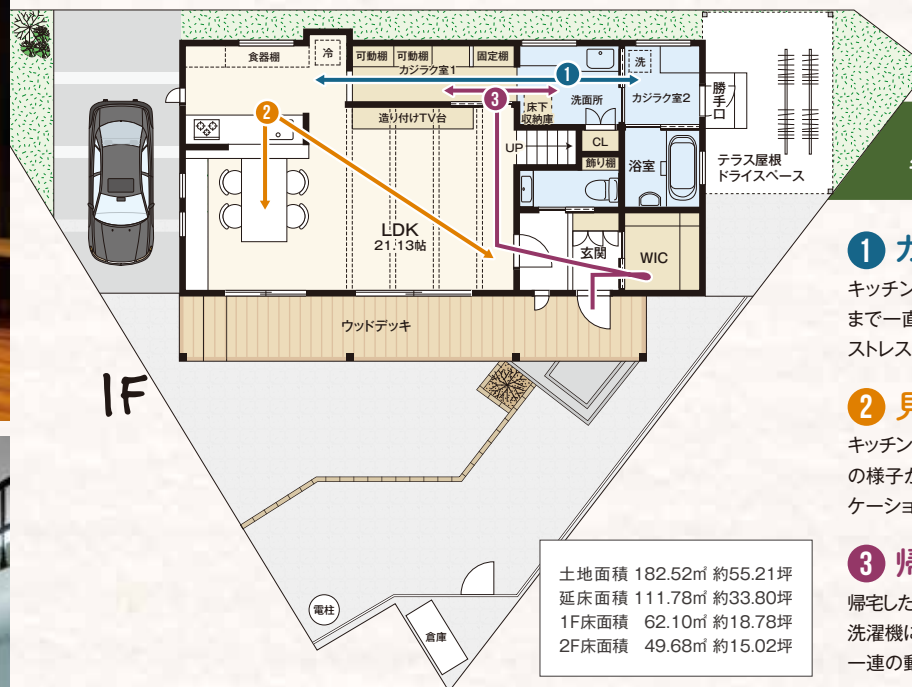 食器棚
冷
可動棚 可動棚 固定棚
カジラク室1
1
洗
3
床下
収納庫
洗面所
カジラク室2
勝手口
造り付けTV台
2
UP
CL
飾り棚
浴室
テラス屋根
ドライスペース
LDK
21.13帖
玄関
WIC
ウッドデッキ
1F
電柱
倉庫
土地面積 182.52㎡ 約55.21坪
延床面積 111.78㎡ 約33.80坪
1F床面積 62.10㎡ 約18.78坪
2F床面積 49.68㎡ 約15.02坪
1 カ
キッチン
まで一直
ストレス
2 見
キッチン
の様子か
ケーショ
3 帰
帰宅した
洗濯機に
一連の動